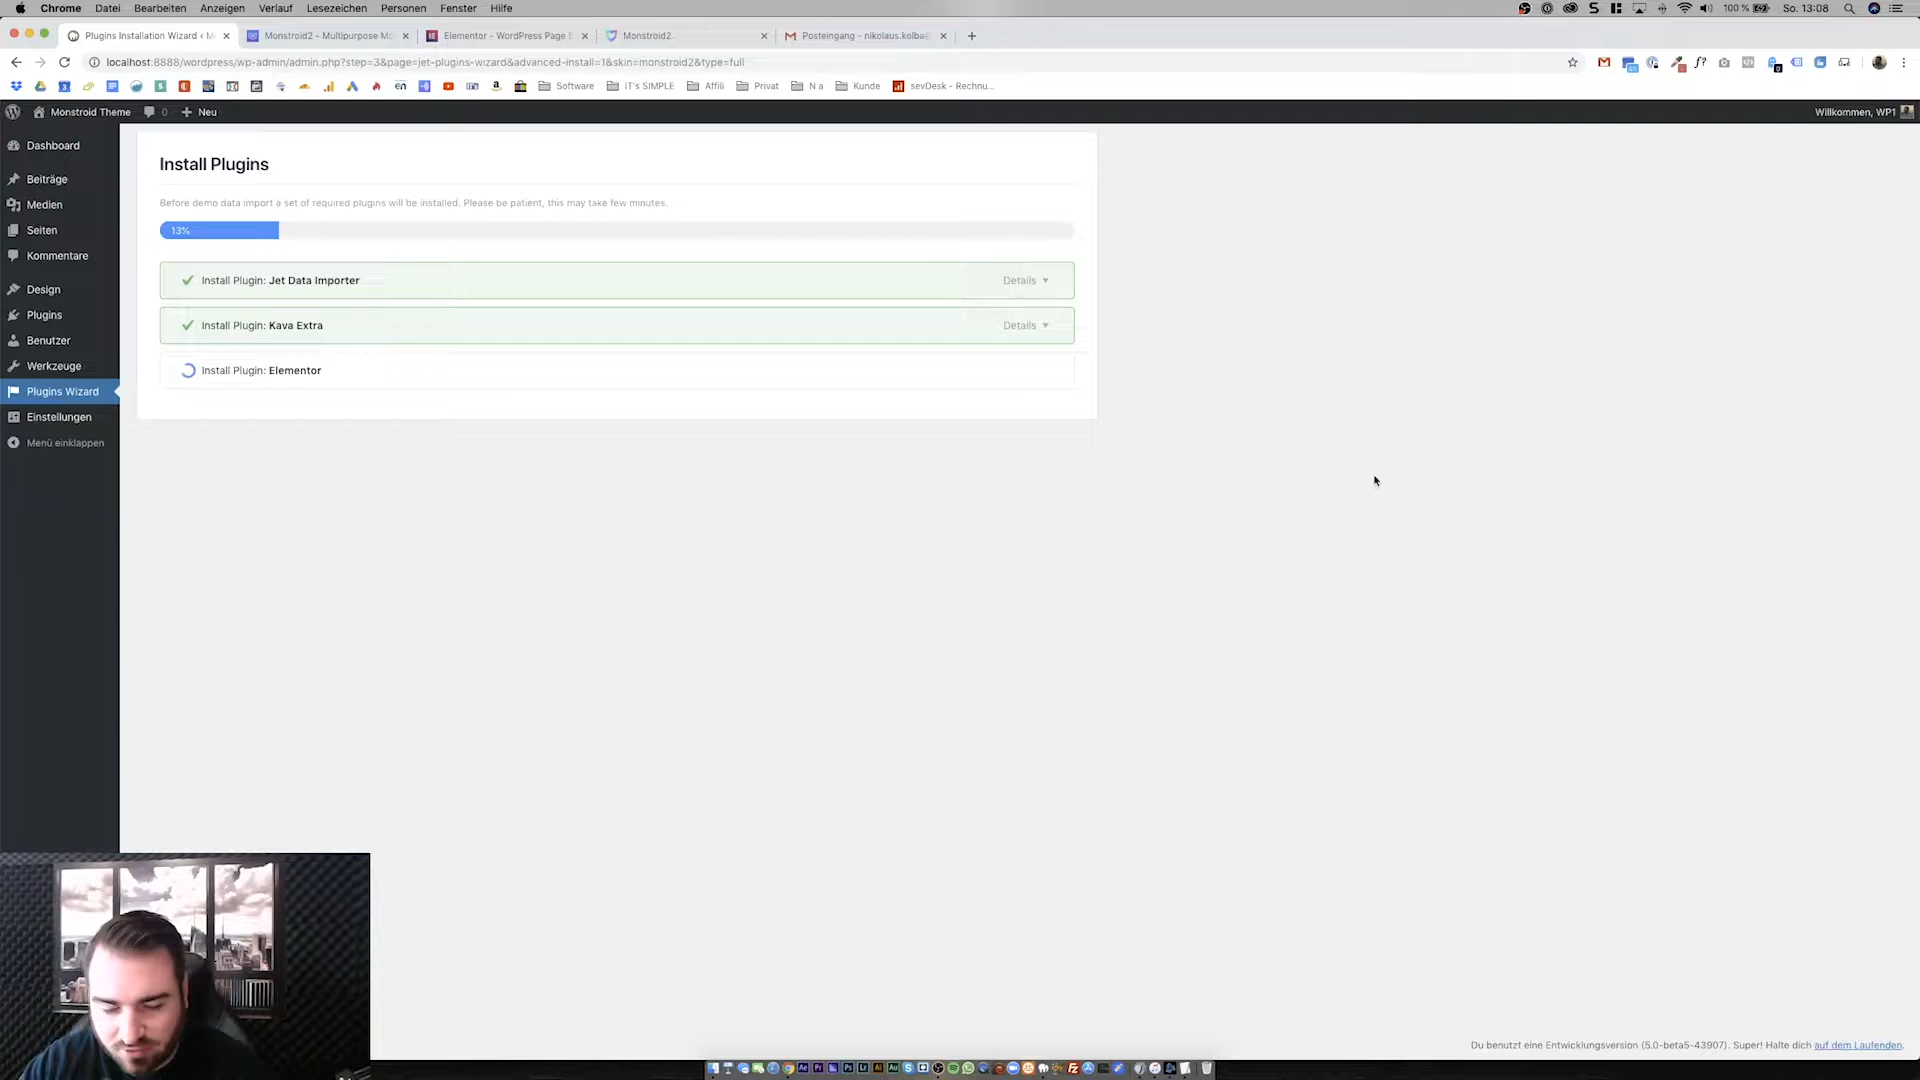 Chrome Datei Bearbeiten Anzeigen Verlauf Lesezeichen Personen Fenster Hilfe 100 % So. 13:08
Plugins Installation Wizard ‹ M Monstroid2 - Multipurpose Mo Elementor - WordPress Page B Monstroid2. Posteingang - nikolaus.kolba@
localhost:8888/wordpress/wp-admin/admin.php?step=3&page=jet-plugins-wizard&advanced-install=1&skin=monstroid2&type=full
Software IT's SIMPLE Affili Privat N a Kunde sevDesk - Rechnu...
Monstroid Theme 0 Neu Willkommen, WP1
Dashboard
Beiträge
Medien
Seiten
Kommentare
Design
Plugins
Benutzer
Werkzeuge
Plugins Wizard
Einstellungen
Menü einklappen
Install Plugins
Before demo data import a set of required plugins will be installed. Please be patient, this may take few minutes.
13%
Install Plugin: Jet Data Importer Details
Install Plugin: Kava Extra Details
Install Plugin: Elementor
Du benutzt eine Entwicklungsversion (5.0-beta5-43907). Super! Halte dich auf dem Laufenden.